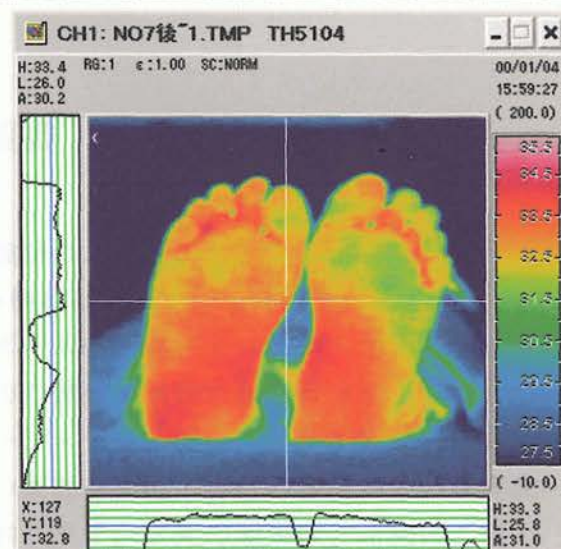 CH1: NO7後~1.TMP TH5104
H:33.4 RG:1 ε:1.00 SC:NORM 00/01/04
L:26.0 15:59:27
A:30.2 ( 200.0)
35.5
34.5
33.5
32.5
31.5
30.5
29.5
28.5
27.5
( -10.0)
X:127 H:33.3
Y:119 L:25.8
T:32.8 A:31.0